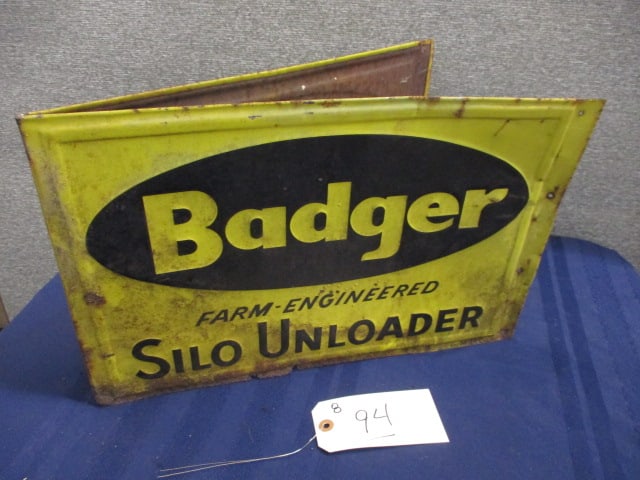 Badger
FARM-ENGINEERED
SILO UNLOADER
8
94